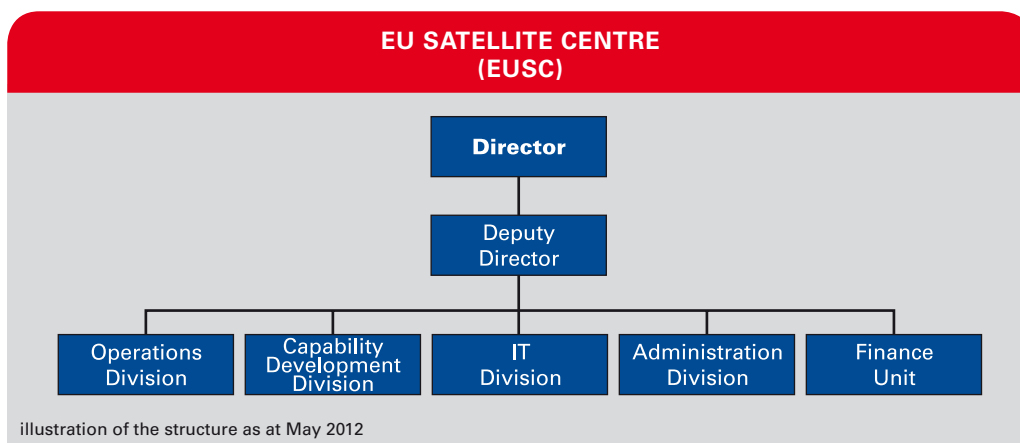 EU SATELLITE CENTRE
(EUSC)
Director
Deputy
Director
Operations
Division
Capability
Development
Division
IT
Division
Administration
Division
Finance
Unit
illustration of the structure as at May 2012